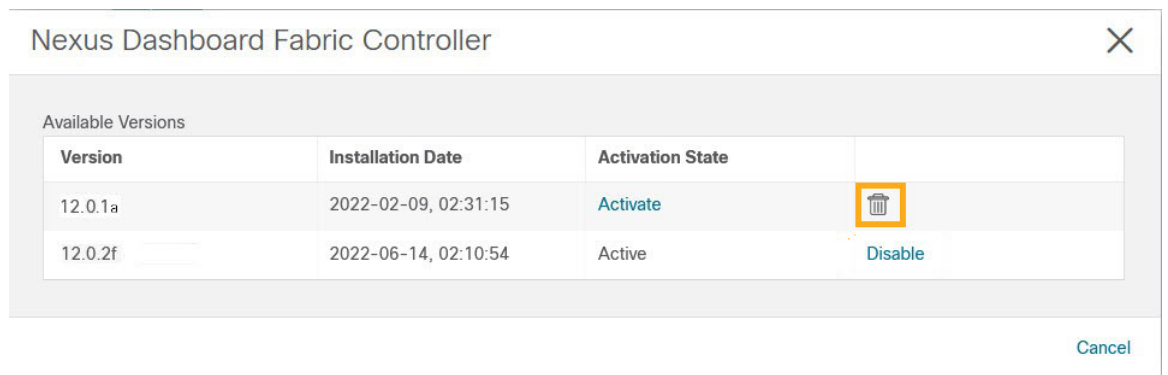 Nexus Dashboard Fabric Controller
Available Versions
Version Installation Date Activation State
12.0.1a 2022-02-09, 02:31:15 Activate
12.0.2f 2022-06-14, 02:10:54 Active Disable
Cancel